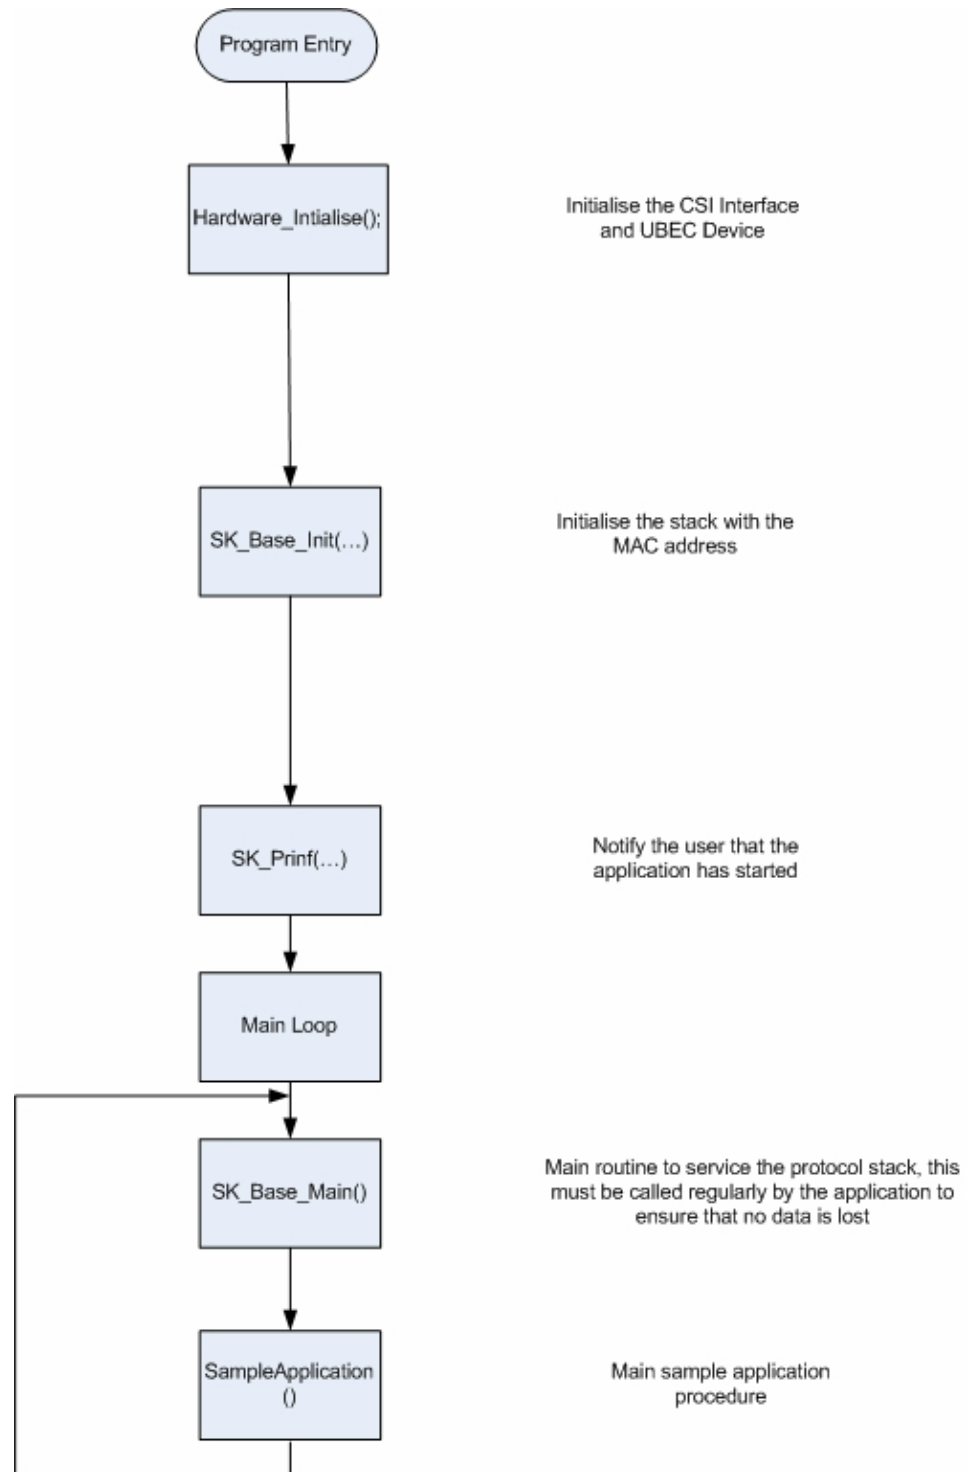 Program Entry
Hardware_Intialise();
Initialise the CSI Interface
and UBEC Device
SK_Base_Init(…)
Initialise the stack with the
MAC address
SK_Prinf(…)
Notify the user that the
application has started
Main Loop
SK_Base_Main()
Main routine to service the protocol stack, this
must be called regularly by the application to
ensure that no data is lost
SampleApplication
()
Main sample application
procedure